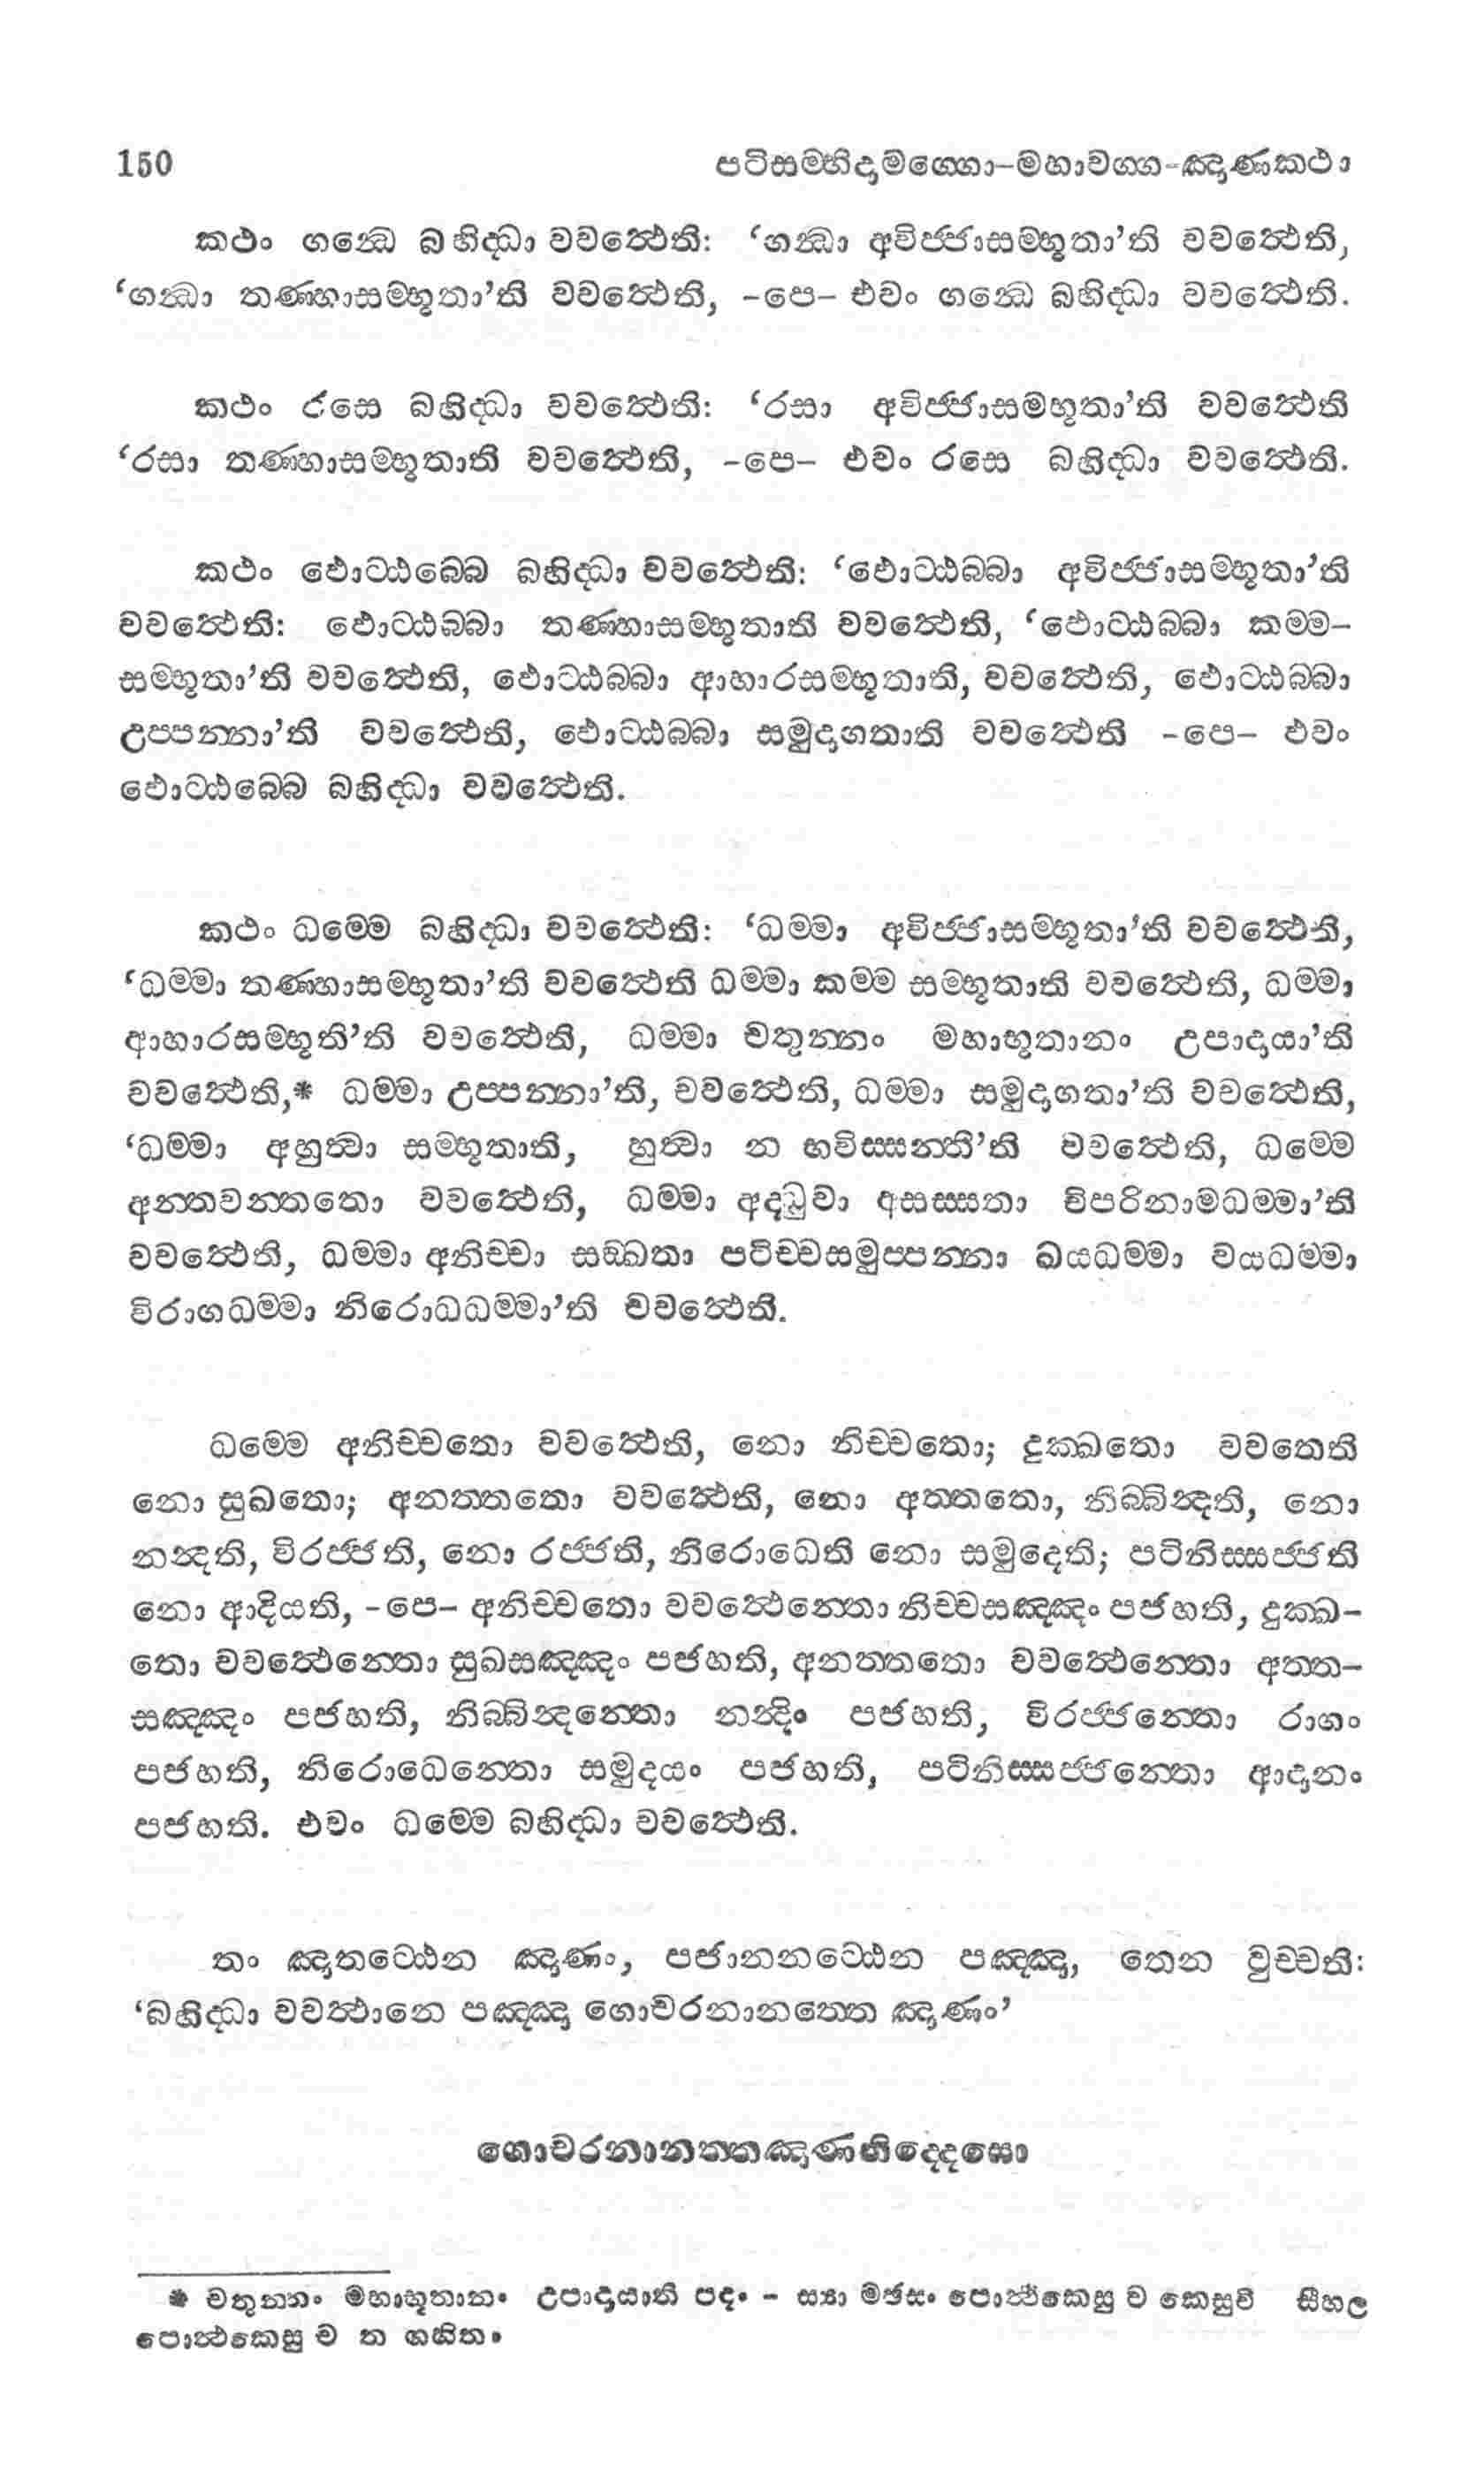 150 පටිසම්භිදාමග්ගො–මහාවග්ග-ඤාණකථා
කථං ගන්ධෙ බහිද්ධා වවත්ථෙති: ‘ගන්ධා අවිජ්ජාසම්භූතා’ති වවත්ථෙති,
‘ගන්ධා තණ්හාසම්භූතා’ති වවත්ථෙති, -පෙ- එවං ගන්ධෙ බහිද්ධා වවත්ථෙති.
කථං රසෙ බහිද්ධා වවත්ථෙති: ‘රසා අවිජ්ජාසම්භූතා’ති වවත්ථෙති
‘රසා තණ්හාසම්භූතාති වවත්ථෙති, -පෙ- එවං රසෙ බහිද්ධා වවත්ථෙති.
කථං ඵොට්ඨබ්බෙ බහිද්ධා වවත්ථෙති: ‘ඵොට්ඨබ්බා අවිජ්ජාසම්භූතා’ති
වවත්ථෙති: ඵොට්ඨබ්බා තණ්හාසම්භූතාති වවත්ථෙති, ‘ඵොට්ඨබ්බා කම්ම-
සම්භූතා’ති වවත්ථෙති, ඵොට්ඨබ්බා ආහාරසම්භූතාති, වවත්ථෙති, ඵොට්ඨබ්බා
උප්පන්නා’ති වවත්ථෙති, ඵොට්ඨබ්බා සමුදාගතාති වවත්ථෙති -පෙ- එවං
ඵොට්ඨබ්බෙ බහිද්ධා වවත්ථෙති.
කථං ධම්මෙ බහිද්ධා වවත්ථෙති: ‘ධම්මා අවිජ්ජාසම්භූතා’ති වවත්ථෙති,
‘ධම්මා තණ්හාසම්භූතා’ති වවත්ථෙති ධම්මා කම්ම සම්භූතාති වවත්ථෙති, ධම්මා
ආහාරසම්භූති’ති වවත්ථෙති, ධම්මා චතුන්නං මහාභූතානං උපාදායා’ති
වවත්ථෙති,* ධම්මා උප්පන්නා’ති, වවත්ථෙති, ධම්මා සමුදාගතා’ති වවත්ථෙති,
‘ධම්මා අහුත්වා සම්භූතාති, හුත්වා න භවිස්සන්තී’ති වවත්ථෙති, ධම්මෙ
අන්තවන්තතො වවත්ථෙති, ධම්මා අද්ධුවා අසස්සතා විපරිනාමධම්මා’ති
වවත්ථෙති, ධම්මා අනිච්චා සඞ්ඛතා පටිච්චසමුප්පන්නා ඛයධම්මා වයධම්මා
විරාගධම්මා නිරොධධම්මා’ති වවත්ථෙති.
ධම්මෙ අනිච්චතො වවත්ථෙති, නො නිච්චතො; දුක්ඛතො වවතෙති
නො සුඛතො; අනත්තතො වවත්ථෙති, නො අත්තතො, නිබ්බින්දති, නො
නන්දති, විරජ්ජති, නො රජ්ජති, නිරොධෙති නො සමුදෙති; පටිනිස්සජ්ජති
නො ආදියති, -පෙ- අනිච්චතො වවත්ථෙන්තො නිච්චසඤ්ඤං පජහති, දුක්ඛ-
තො වවත්ථෙන්තො සුඛසඤ්ඤං පජහති, අනත්තතො වවත්ථෙන්තො අත්ත-
සඤ්ඤං පජහති, නිබ්බින්දන්තො නන්දිං පජහති, විරජ්ජන්තො රාගං
පජහති, නිරොධෙන්තො සමුදයං පජහති, පටිනිස්සජ්ජන්තො ආදානං
පජහති. එවං ධම්මෙ බහිද්ධා වවත්ථෙති.
තං ඤාතට්ඨෙන ඤාණං, පජානනට්ඨෙන පඤ්ඤා, තෙන වුච්චති:
‘බහිද්ධා වවත්ථානෙ පඤ්ඤා ගොචරනානත්තෙ ඤාණං’
ගොචරනානත්තඤාණනිද්දෙසො
* චතුන්නං මහාභූතානං උපාදායාති පදං - ස්‍යා මඡසං පොත්ථකෙසු ච කෙසුචි සීහල
පොත්ථකෙසු ච න ගහිතං